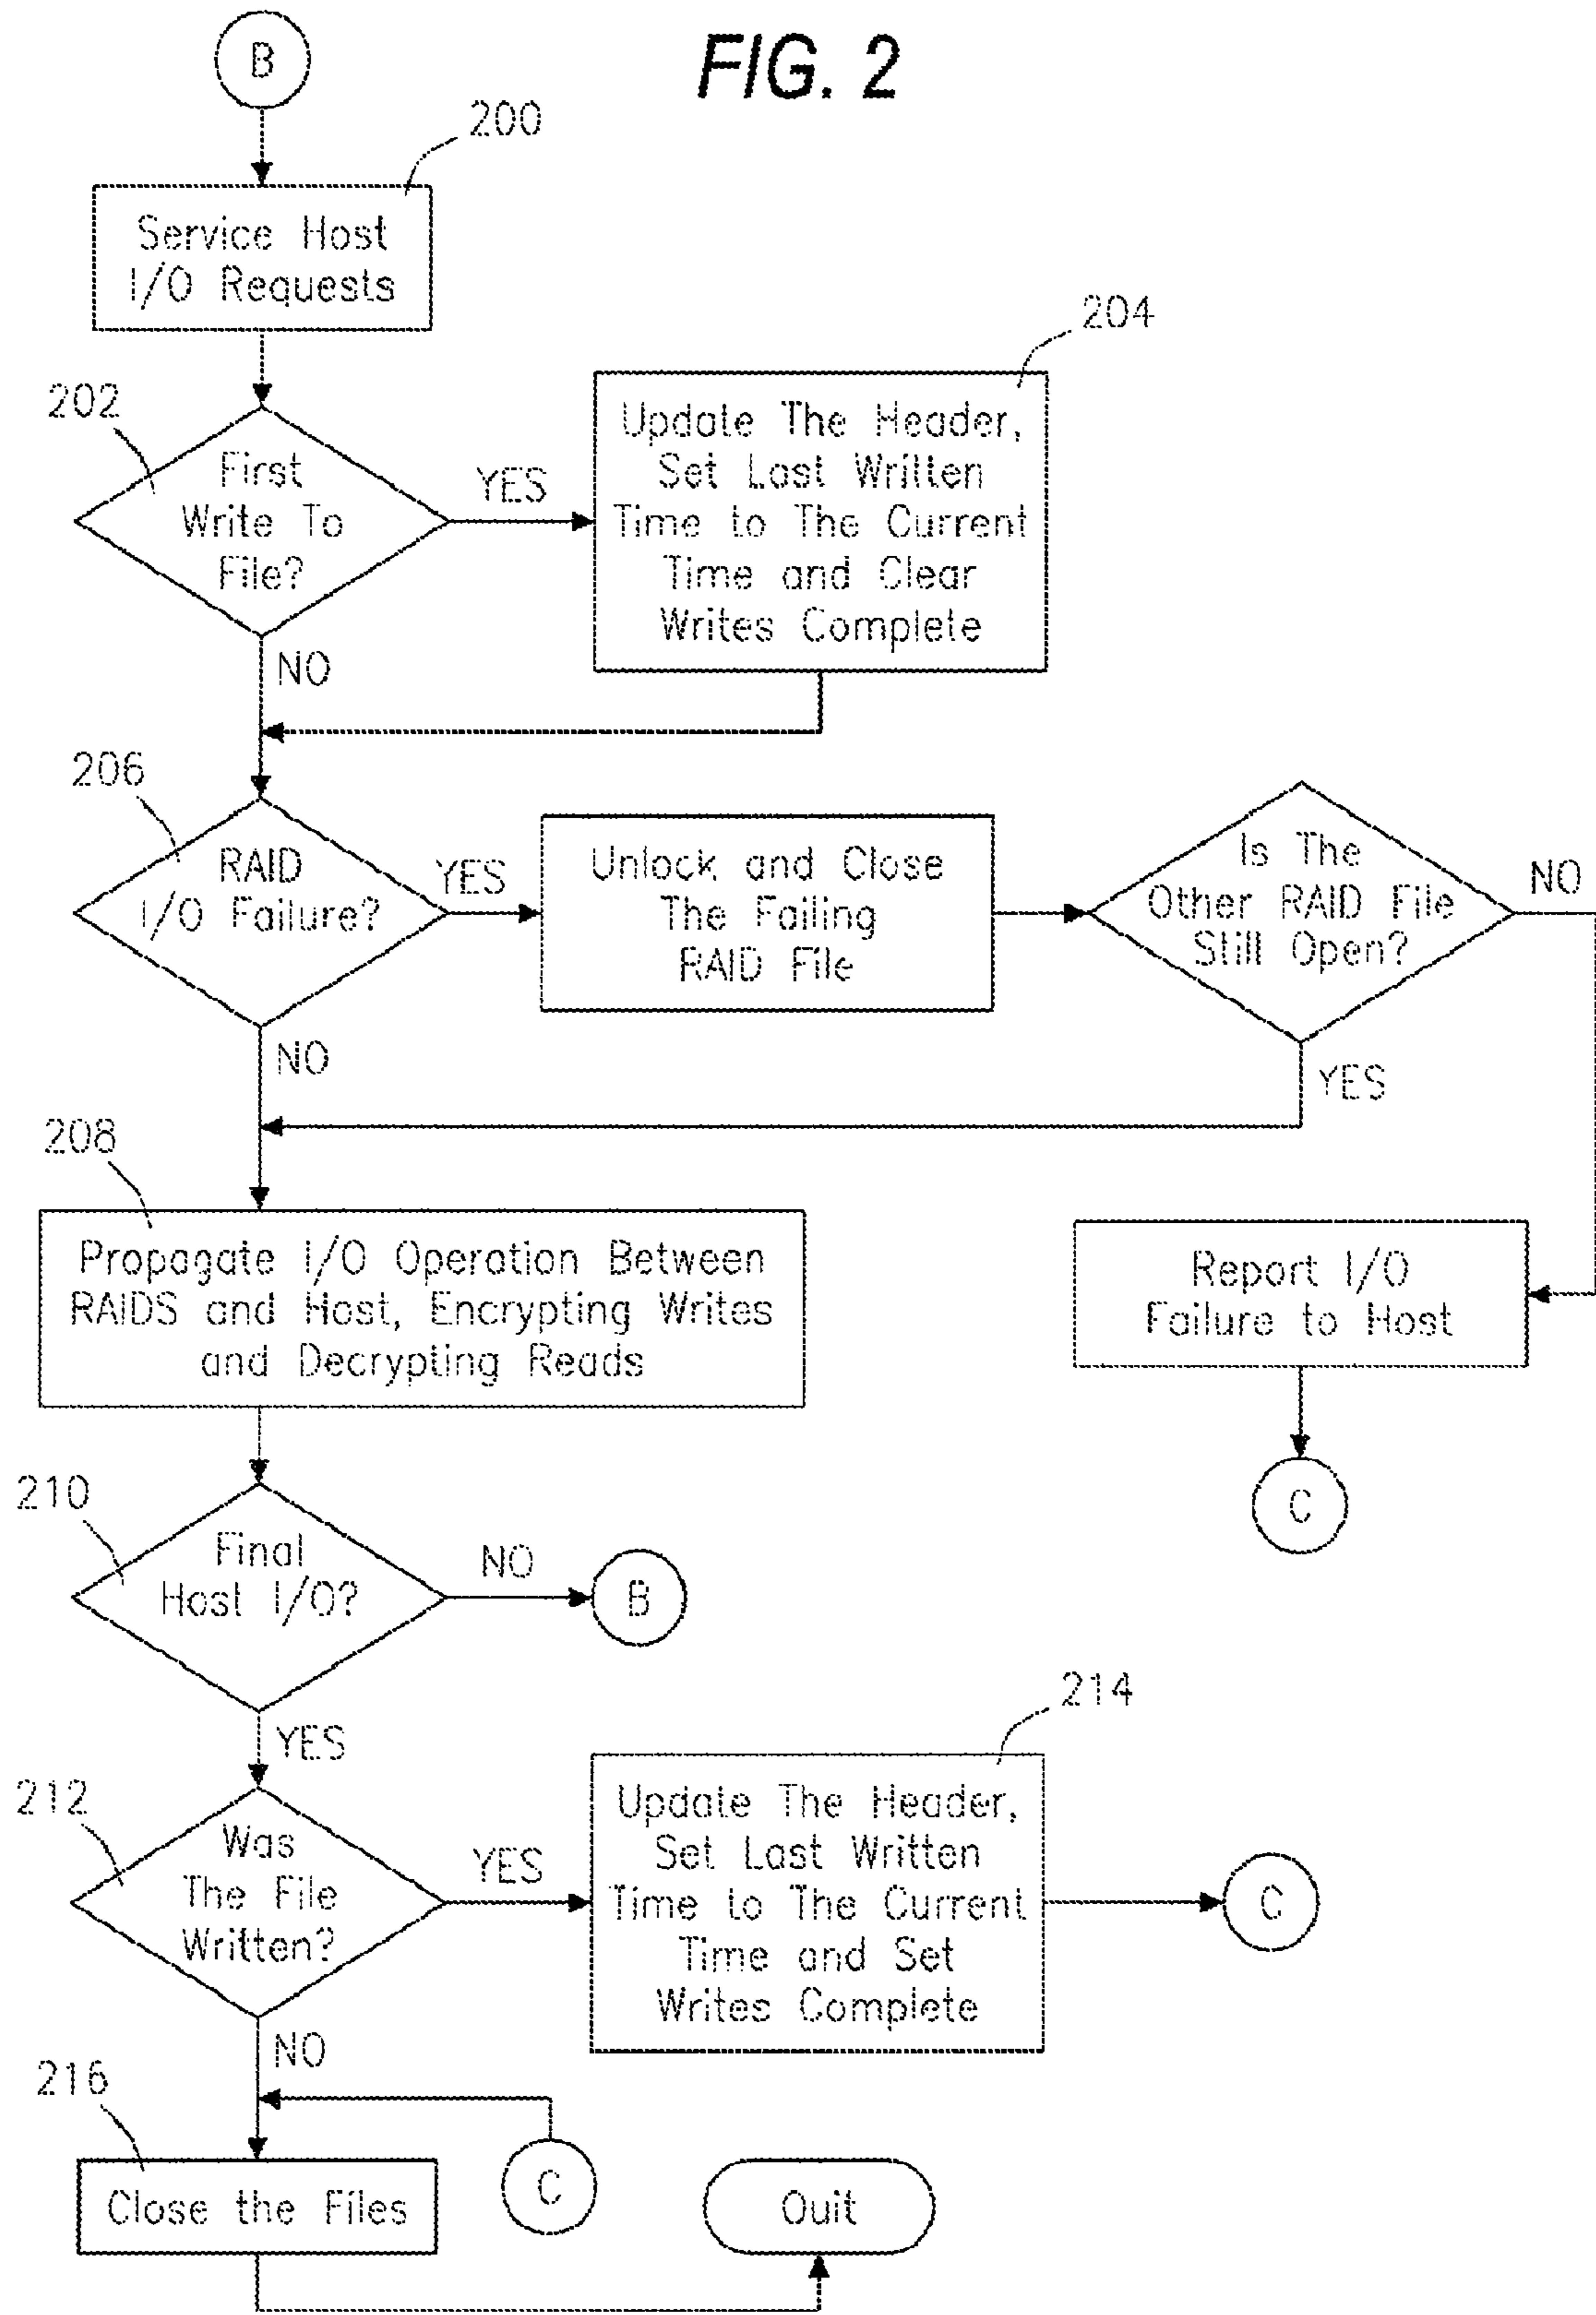 B
FIG. 2
200
Service Host
I/O Requests
204
202
First
Write To
File?
YES
Update The Header,
Set Last Written
Time to The Current
Time and Clear
Writes Complete
NO
206
RAID
I/O Failure?
YES
Unlock and Close
The Failing
RAID File
Is The
Other RAID File
Still Open?
NO
NO
YES
208
Propagate I/O Operation Between
RAIDS and Host, Encrypting Writes
and Decrypting Reads
Report I/O
Failure to Host
C
210
Final
Host I/O?
NO
B
YES
214
212
Was
The File
Written?
YES
Update The Header,
Set Last Written
Time to The Current
Time and Set
Writes Complete
C
NO
216
Close the Files
C
Quit